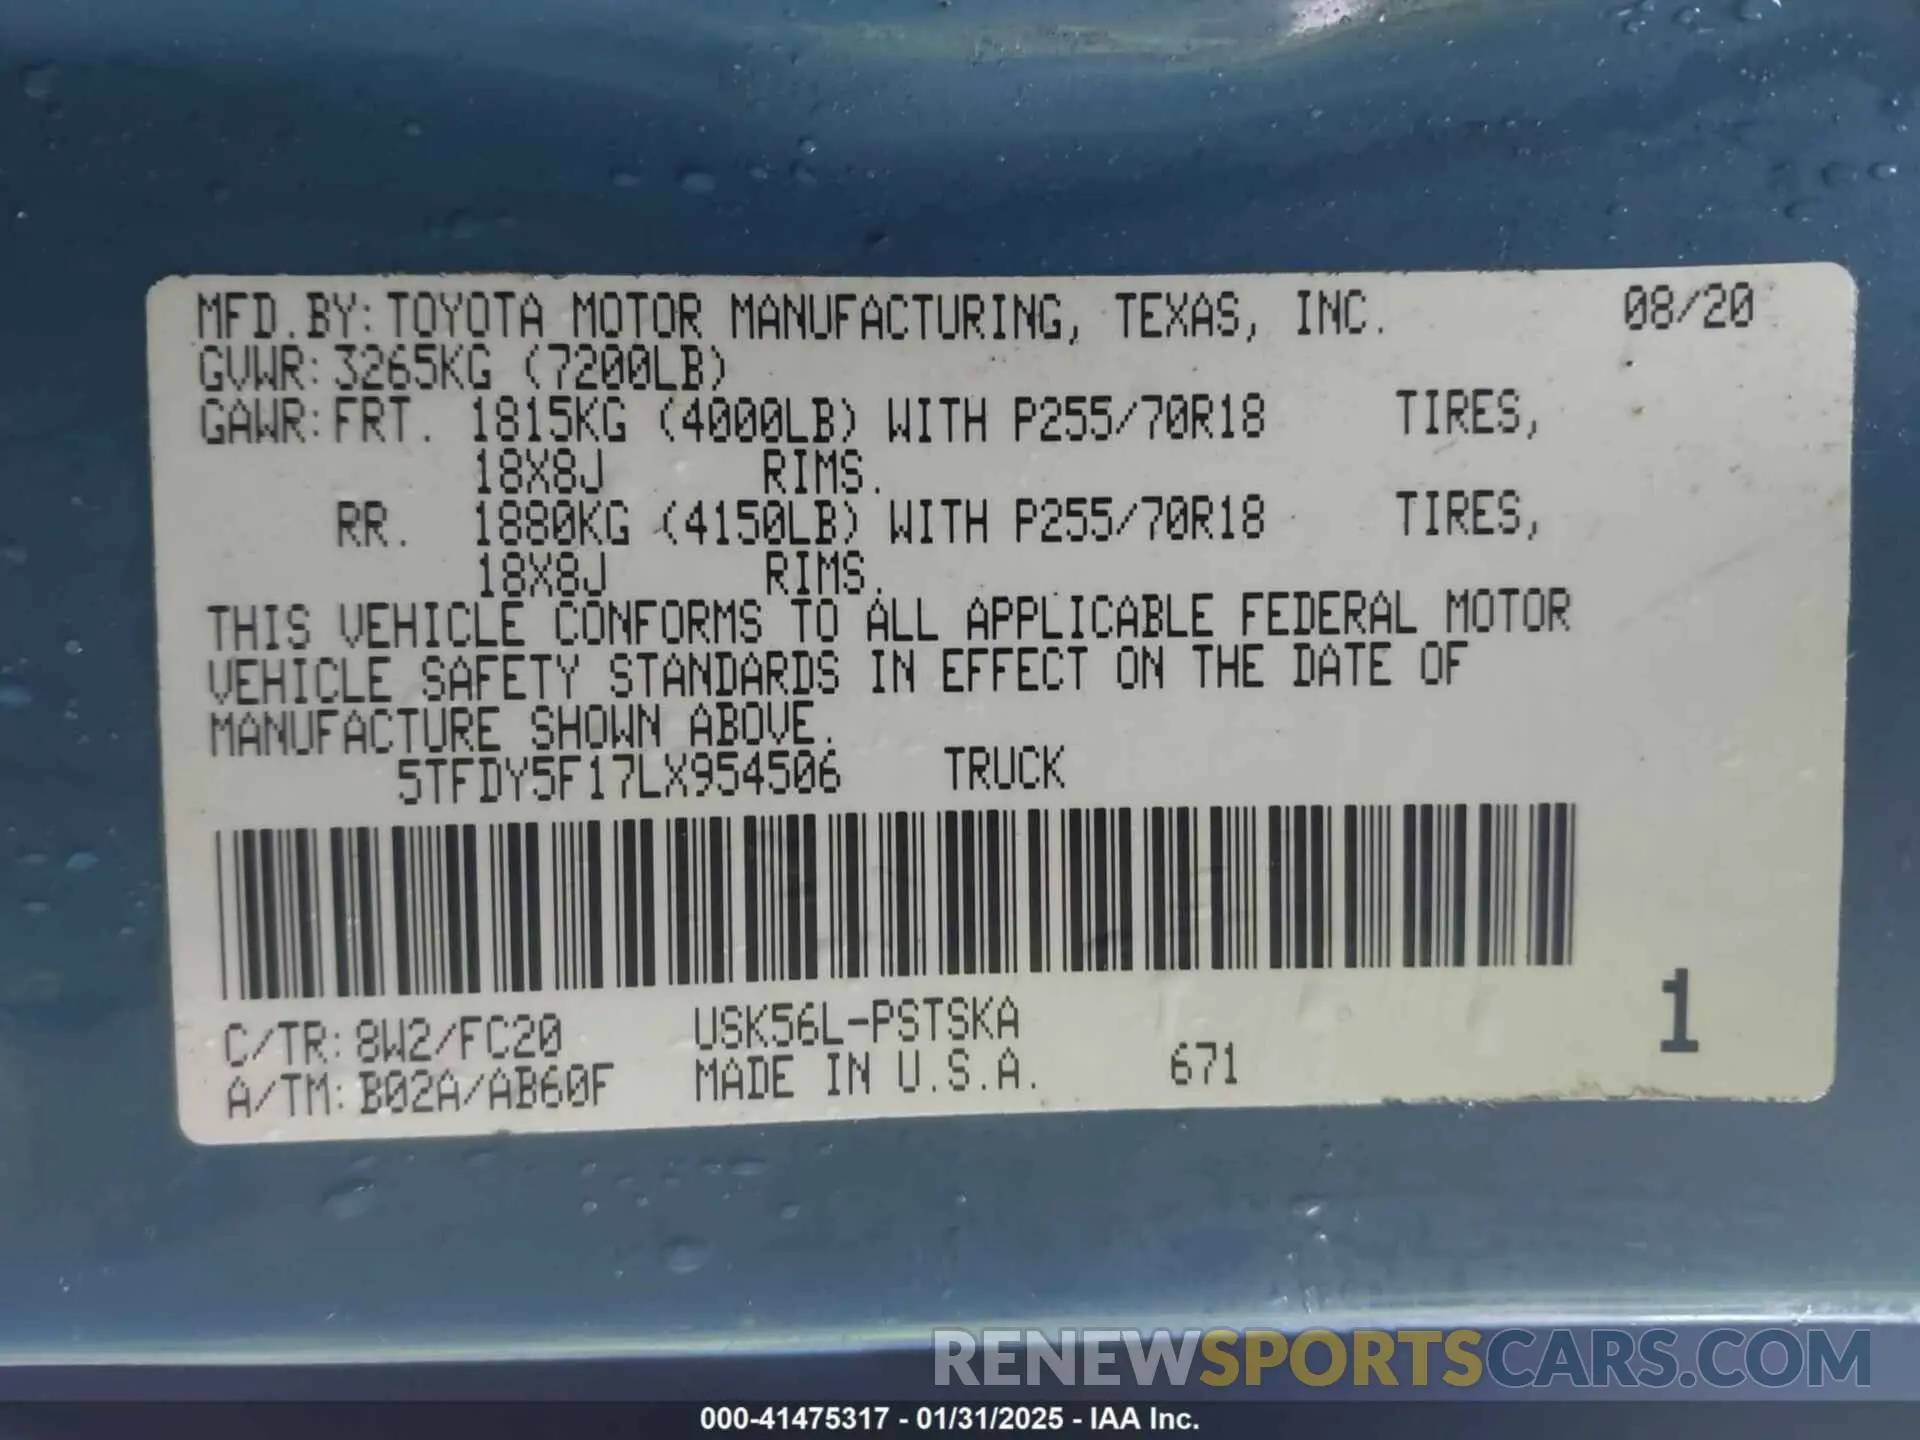 MFD.BY:TOYOTA MOTOR MANUFACTURING, TEXAS, INC. 08/20
GVWR:3265KG (7200LB)
GAWR:FRT. 1815KG (4000LB) WITH P255/70R18 TIRES,
18X8J RIMS.
RR. 1880KG (4150LB) WITH P255/70R18 TIRES,
18X8J RIMS.
THIS VEHICLE CONFORMS TO ALL APPLICABLE FEDERAL MOTOR
VEHICLE SAFETY STANDARDS IN EFFECT ON THE DATE OF
MANUFACTURE SHOWN ABOVE.
5TFDY5F17LX954506 TRUCK
C/TR:8W2/FC20 USK56L-PSTSKA
A/TM:B02A/AB60F MADE IN U.S.A. 671
1
RENEWSPORTSCARS.COM
000-41475317 - 01/31/2025 - IAA Inc.